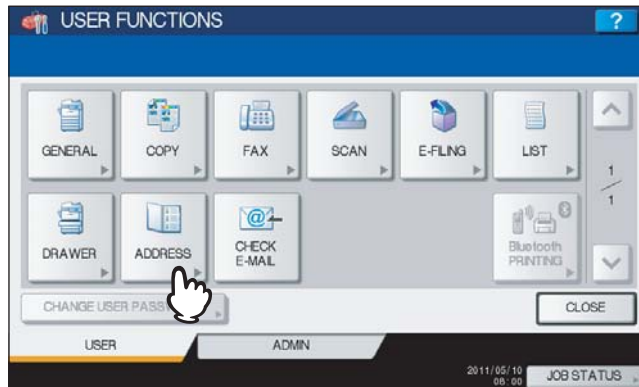 USER FUNCTIONS
?
GENERAL
COPY
FAX
SCAN
E-FILING
LIST
1
1
DRAWER
ADDRESS
@
CHECK
E-MAIL
Bluetooth
PRINTING
CHANGE USER PASS
CLOSE
USER
ADMIN
2011/05/10
08:00
JOB STATUS